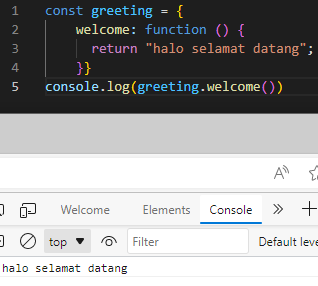 1 const greeting = {
2 welcome: function () {
3 return "halo selamat datang";
4 }}
5 console.log(greeting.welcome())
A
Welcome Elements Console
top Filter Default leve
halo selamat datang